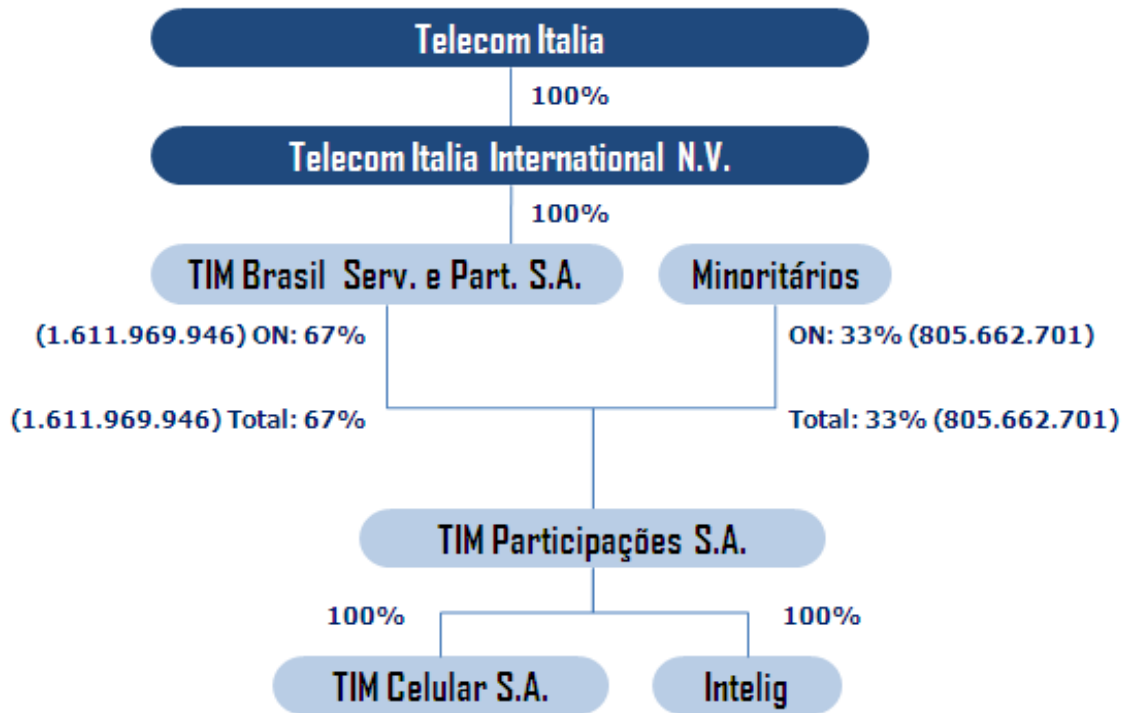 Telecom Italia
100%
Telecom Italia International N.V.
100%
TIM Brasil Serv. e Part. S.A.
Minoritários
(1.611.969.946) ON: 67%
ON: 33% (805.662.701)
(1.611.969.946) Total: 67%
Total: 33% (805.662.701)
TIM Participações S.A.
100%
100%
TIM Celular S.A.
Intelig